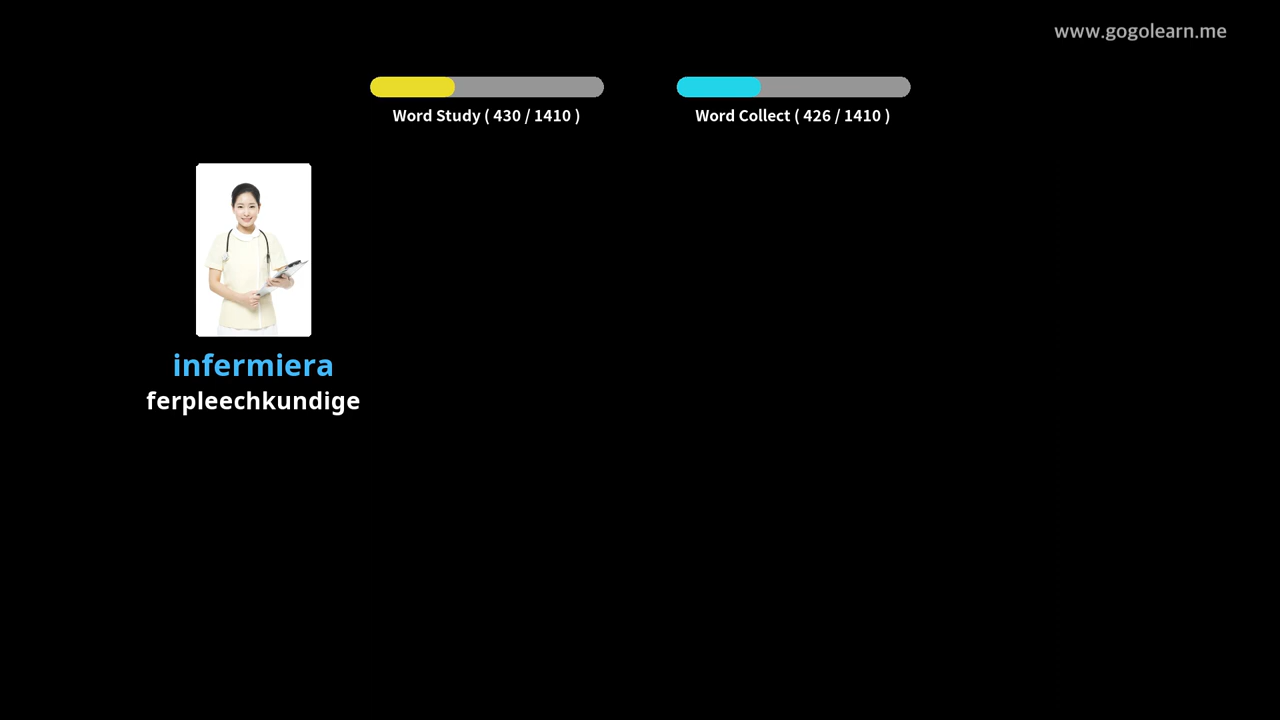 www.gogolearn.me
Word Study ( 430 / 1410 )
Word Collect ( 426 / 1410 )
infermiera
ferpleechkundige